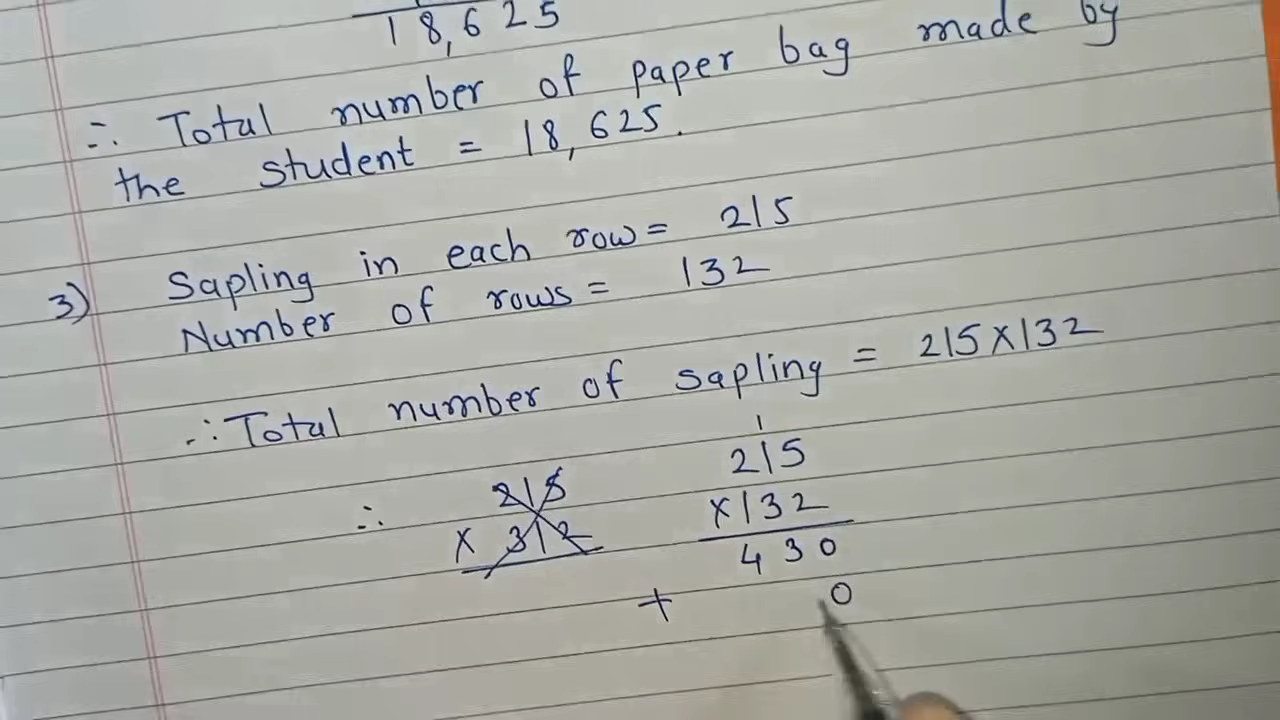 18,625
∴ Total number of paper bag made by
the student = 18,625.
3) Sapling in each row = 215
Number of rows = 132
∴ Total number of sapling = 215×132
1
∴ 215 215
× 312 ×132
430
+ 0